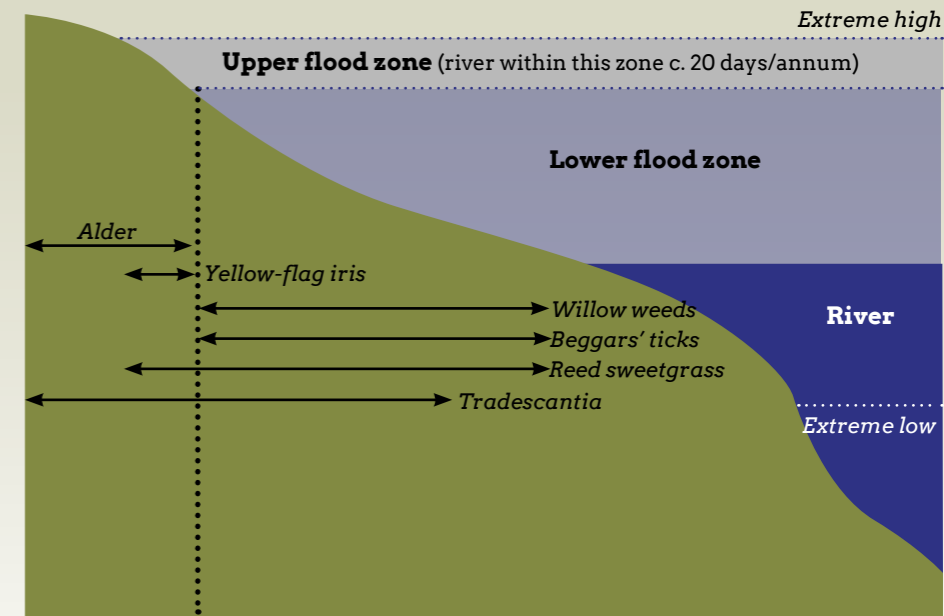 Extreme high
Upper flood zone (river within this zone c. 20 days/annum)
Lower flood zone
Alder
Yellow-flag iris
Willow weeds
River
Beggars’ ticks
Reed sweetgrass
Tradescantia
Extreme low